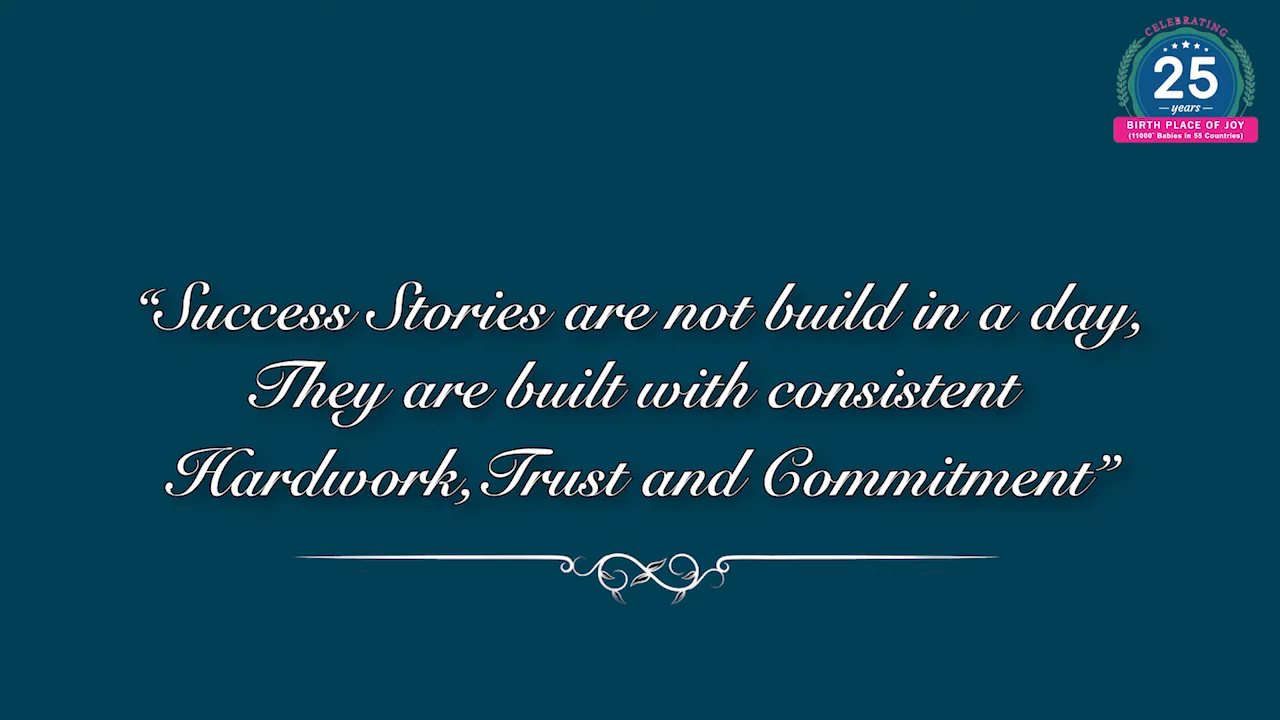 CELEBRATING
25
years
BIRTH PLACE OF JOY
(11000+ Babies in 55 Countries)
“Success Stories are not build in a day,
They are built with consistent
Hardwork, Trust and Commitment”